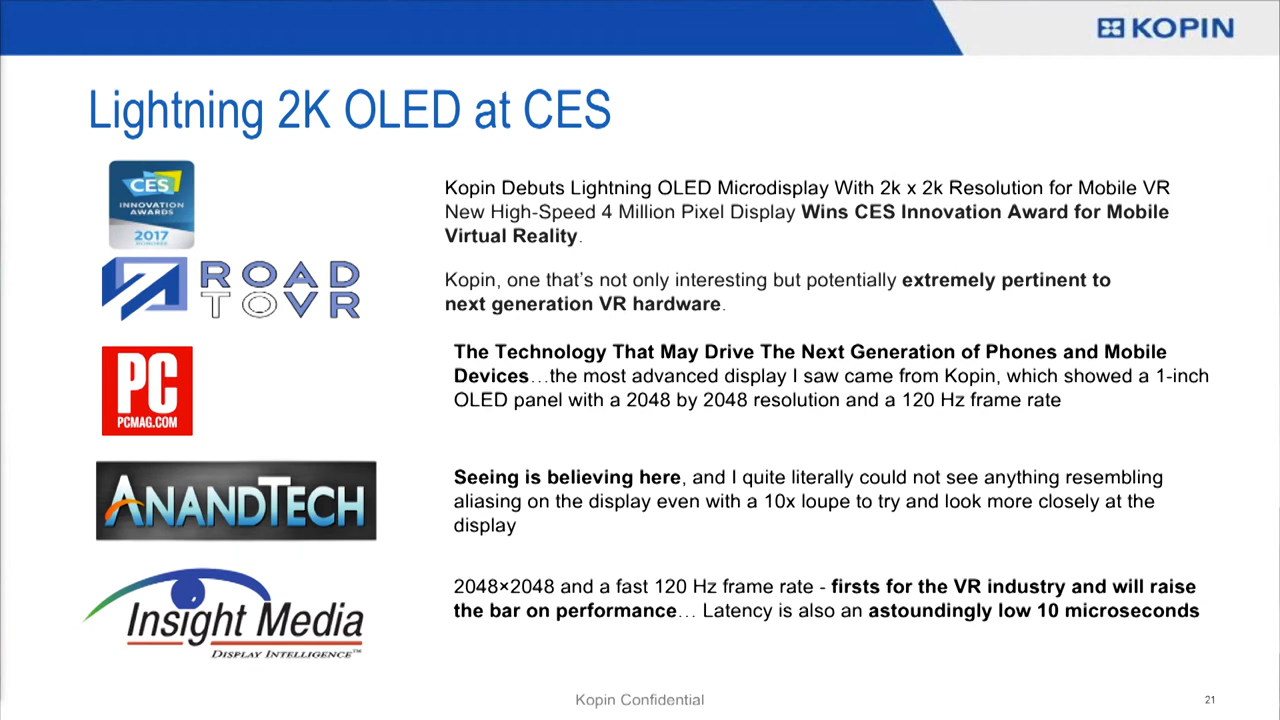 KOPIN
Lightning 2K OLED at CES
CES
INNOVATION
AWARDS
2017
HONOREE
Kopin Debuts Lightning OLED Microdisplay With 2k x 2k Resolution for Mobile VR
New High-Speed 4 Million Pixel Display Wins CES Innovation Award for Mobile
Virtual Reality.
ROAD
TOVR
Kopin, one that’s not only interesting but potentially extremely pertinent to
next generation VR hardware.
PC
PCMAG.COM
The Technology That May Drive The Next Generation of Phones and Mobile
Devices…the most advanced display I saw came from Kopin, which showed a 1-inch
OLED panel with a 2048 by 2048 resolution and a 120 Hz frame rate
ANANDTECH
Seeing is believing here, and I quite literally could not see anything resembling
aliasing on the display even with a 10x loupe to try and look more closely at the
display
Insight Media
DISPLAY INTELLIGENCE™
2048×2048 and a fast 120 Hz frame rate - firsts for the VR industry and will raise
the bar on performance… Latency is also an astoundingly low 10 microseconds
Kopin Confidential
21